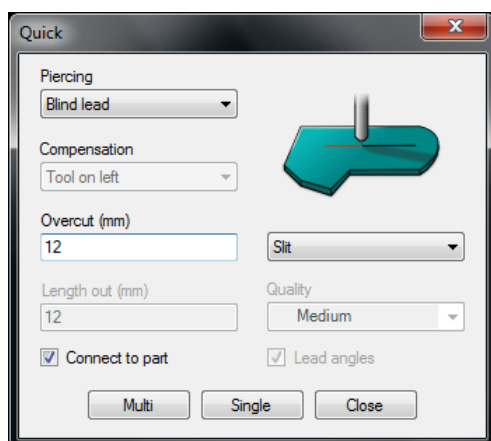 Quick
Piercing
Blind lead
Compensation
Tool on left
Overcut (mm)
12
Slit
Length out (mm)
Quality
12
Medium
Connect to part
Lead angles
Multi
Single
Close